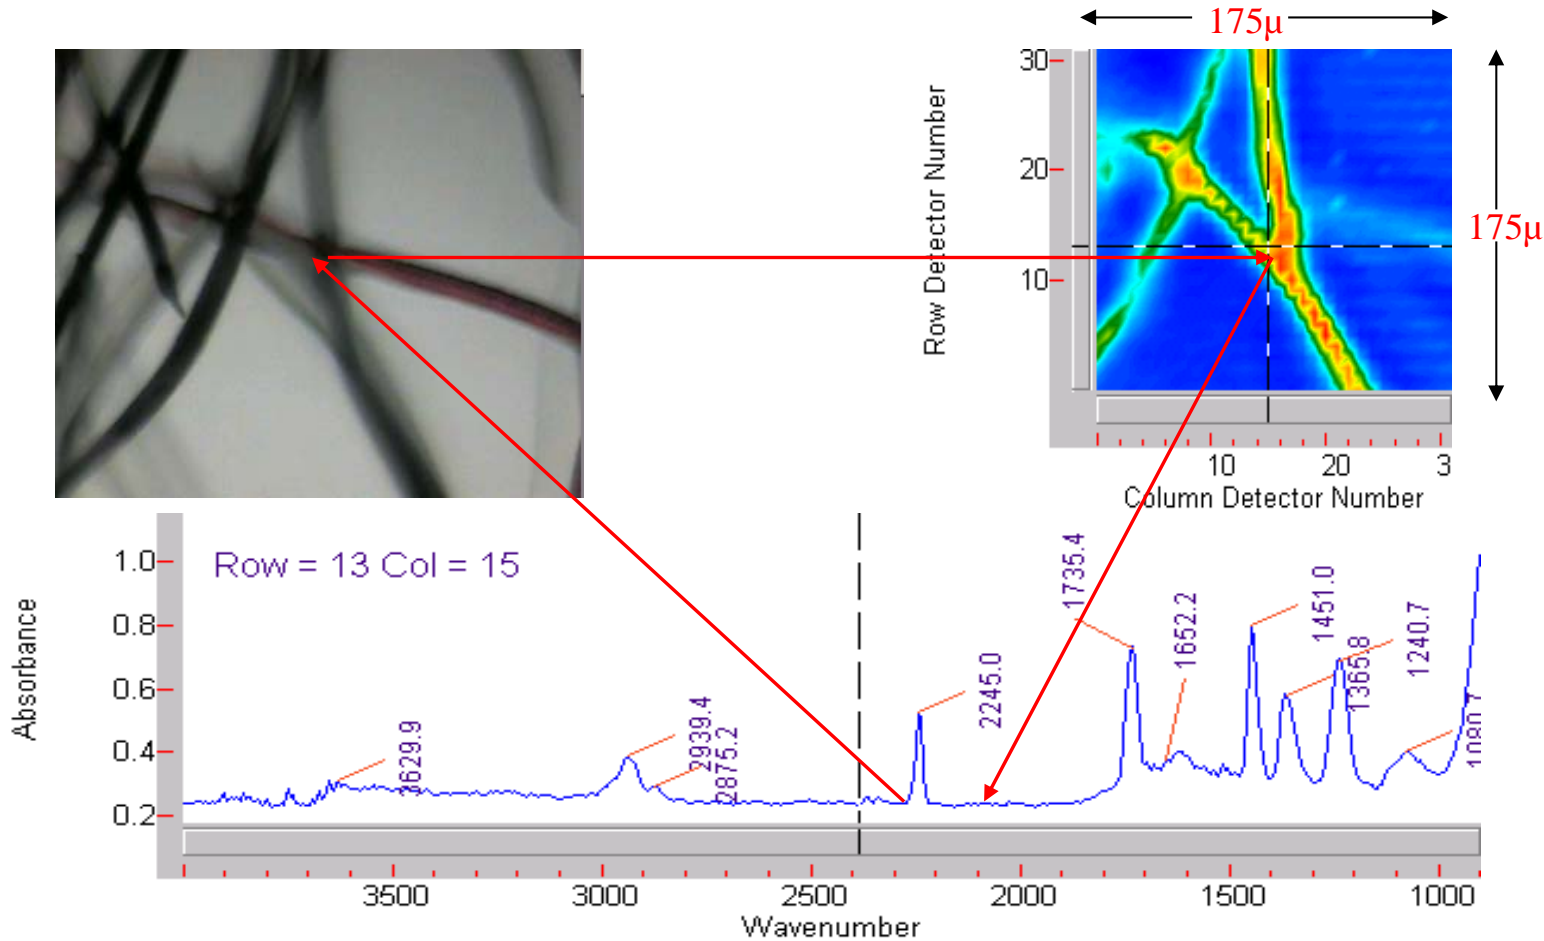 175µ
30
20
10
Row Detector Number
175µ
10 20 3
Column Detector Number
Row = 13 Col = 15
1.0
0.8
0.6
0.4
0.2
Absorbance
3629.9
2939.4
2875.2
2245.0
1735.4
1652.2
1451.0
1365.8
1240.7
3500 3000 2500 2000 1500 1000
Wavenumber